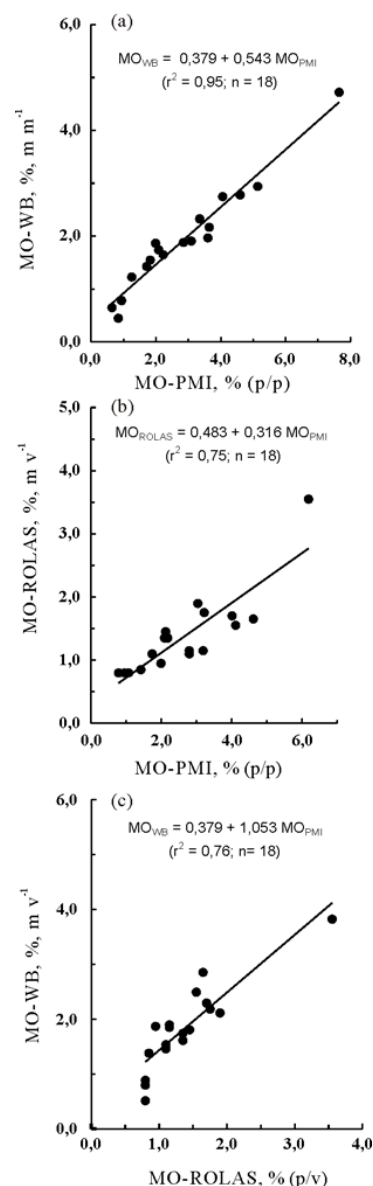 (a)
MO_WB = 0,379 + 0,543 MO_PMI
(r² = 0,95; n = 18)
6,0
4,0
2,0
0,0
MO-WB, %, m m⁻¹
0,0 2,0 4,0 6,0 8,0
MO-PMI, % (p/p)
(b)
MO_ROLAS = 0,483 + 0,316 MO_PMI
(r² = 0,75; n = 18)
5,0
4,0
3,0
2,0
1,0
0,0
MO-ROLAS, %, m v⁻¹
0,0 2,0 4,0 6,0
MO-PMI, % (p/p)
(c)
MO_WB = 0,379 + 1,053 MO_PMI
(r² = 0,76; n= 18)
6,0
4,0
2,0
0,0
MO-WB, %, m v⁻¹
0,0 1,0 2,0 3,0 4,0
MO-ROLAS, % (p/v)